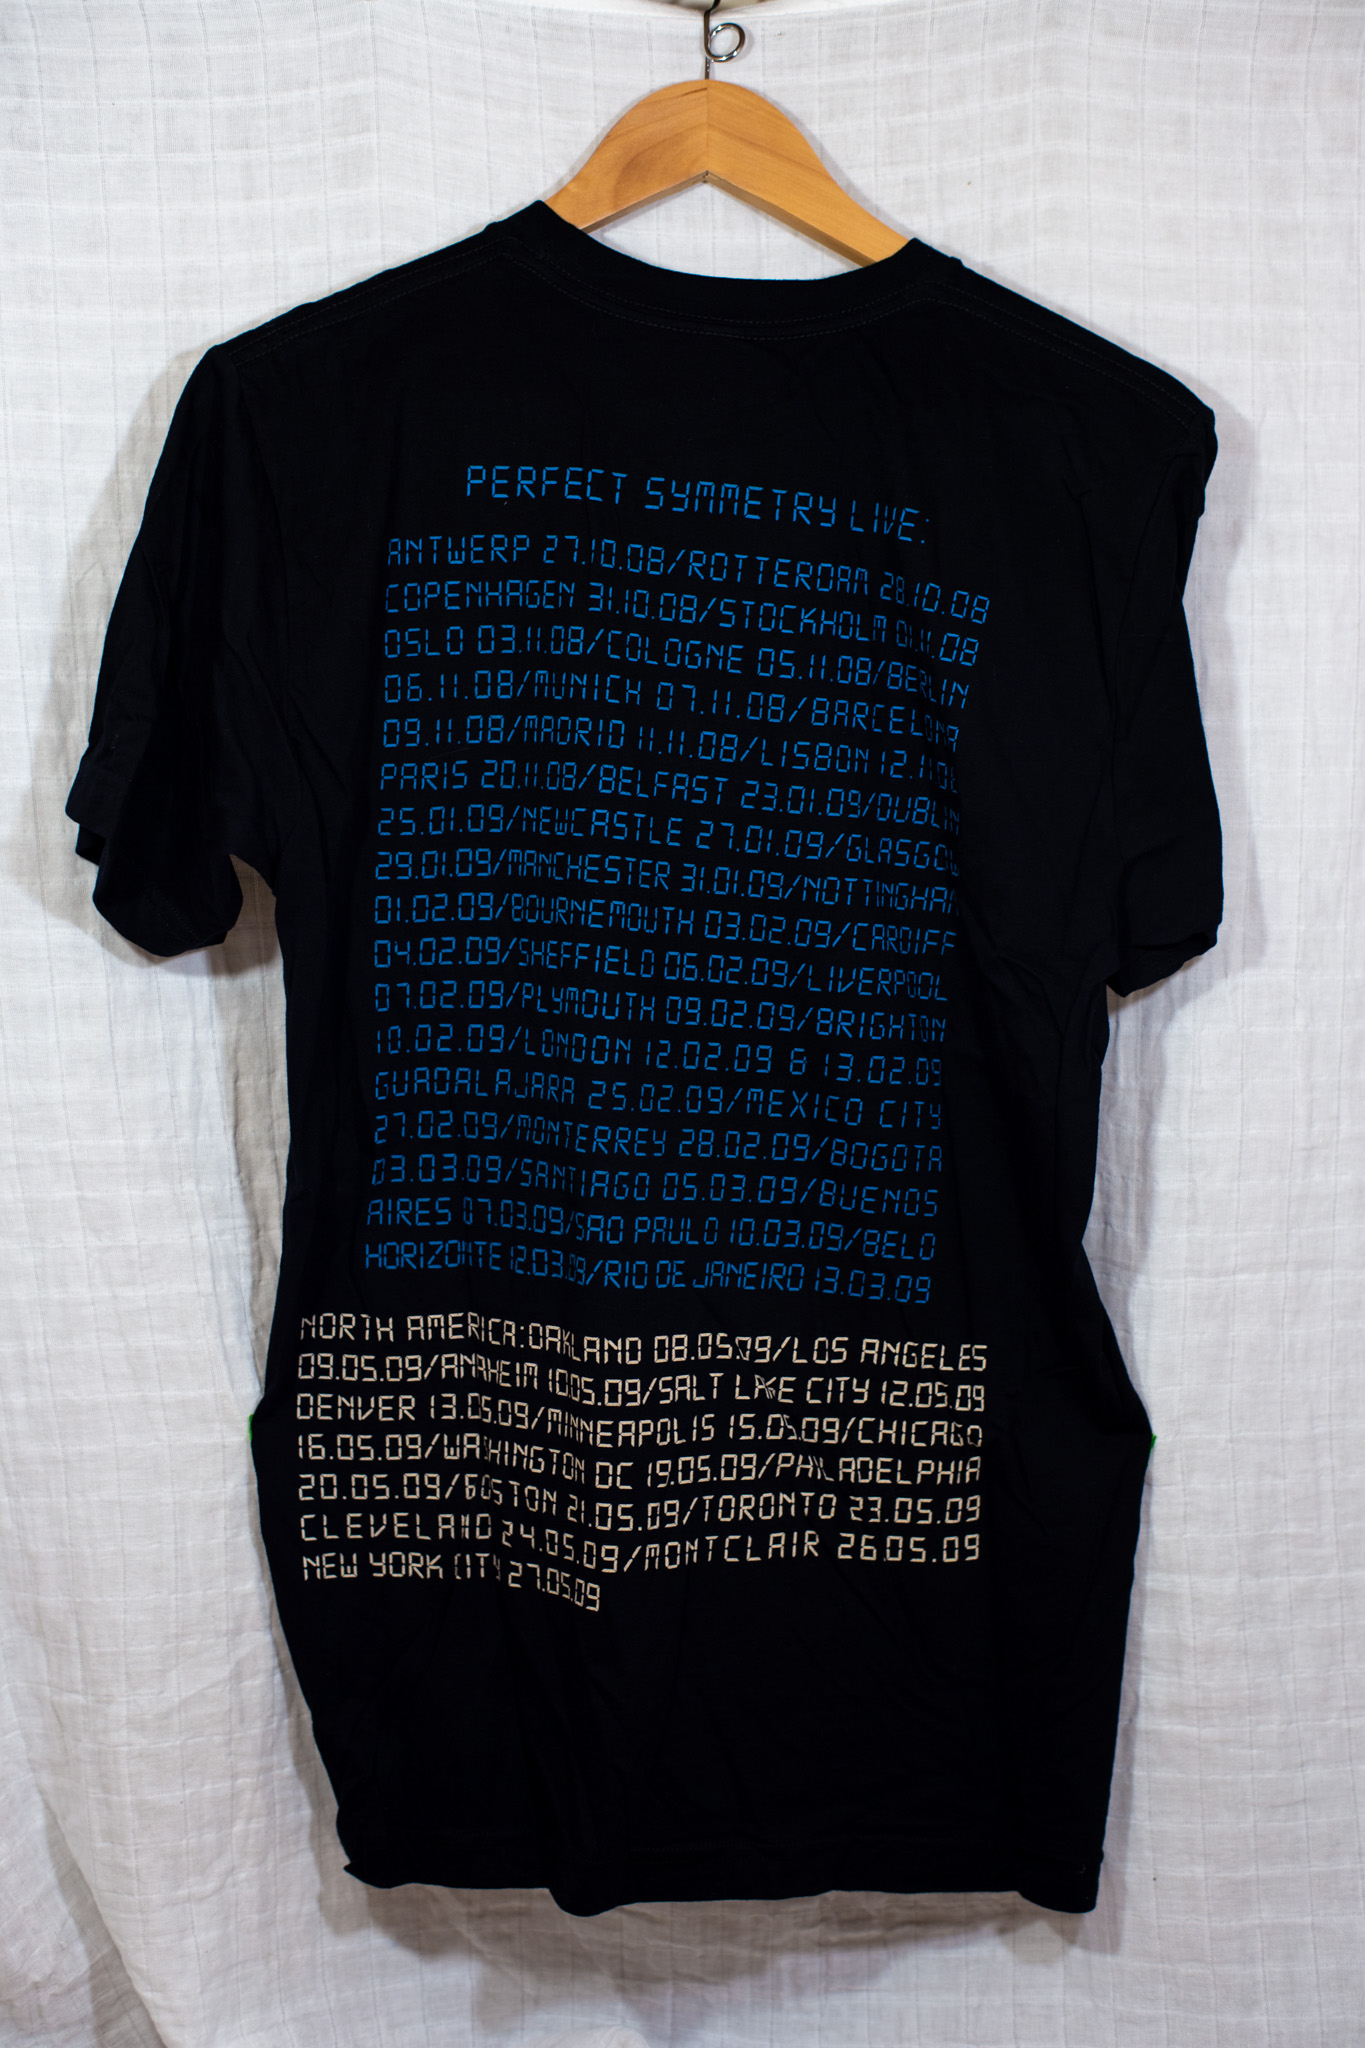 PERFECT SYMMETRY LIVE:
ANTWERP 27.10.08/ROTTERDAM 28.10.08
COPENHAGEN 31.10.08/STOCKHOLM 01.11.08
OSLO 03.11.08/COLOGNE 05.11.08/BERLIN
06.11.08/MUNICH 07.11.08/BARCELONA
09.11.08/MADRID 11.11.08/LISBON 12.11.08
PARIS 20.11.08/BELFAST 23.01.09/DUBLIN
25.01.09/NEWCASTLE 27.01.09/GLASGOW
29.01.09/MANCHESTER 31.01.09/NOTTINGHAM
01.02.09/BOURNEMOUTH 03.02.09/CARDIFF
04.02.09/SHEFFIELD 06.02.09/LIVERPOOL
07.02.09/PLYMOUTH 09.02.09/BRIGHTON
10.02.09/LONDON 12.02.09 & 13.02.09
GUADALAJARA 25.02.09/MEXICO CITY
27.02.09/MONTERREY 28.02.09/BOGOTA
03.03.09/SANTIAGO 05.03.09/BUENOS
AIRES 07.03.09/SAO PAULO 10.03.09/BELO
HORIZONTE 12.03.09/RIO DE JANEIRO 13.03.09
NORTH AMERICA:OAKLAND 08.05.09/LOS ANGELES
09.05.09/ANAHEIM 10.05.09/SALT LAKE CITY 12.05.09
DENVER 13.05.09/MINNEAPOLIS 15.05.09/CHICAGO
16.05.09/WASHINGTON DC 19.05.09/PHILADELPHIA
20.05.09/BOSTON 21.05.09/TORONTO 23.05.09
CLEVELAND 24.05.09/MONTCLAIR 26.05.09
NEW YORK CITY 27.05.09